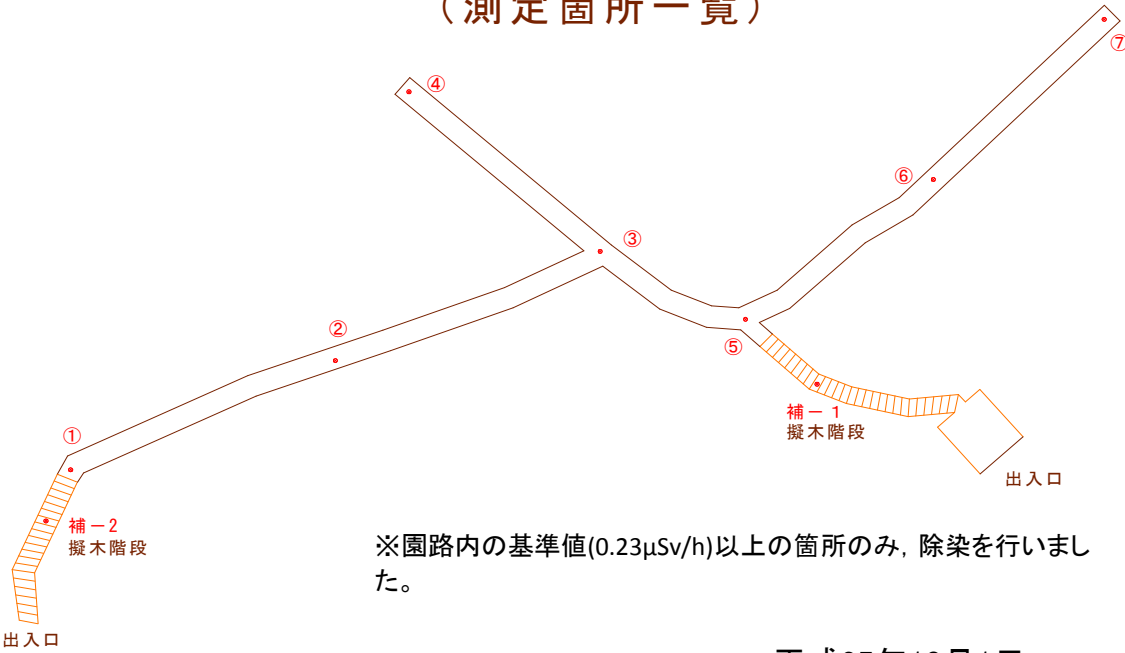 (測定箇所一覧)
④
⑦
⑥
③
②
⑤
補－1
擬木階段
①
出入口
補－2
擬木階段
※園路内の基準値(0.23μSv/h)以上の箇所のみ，除染を行いまし
た。
出入口